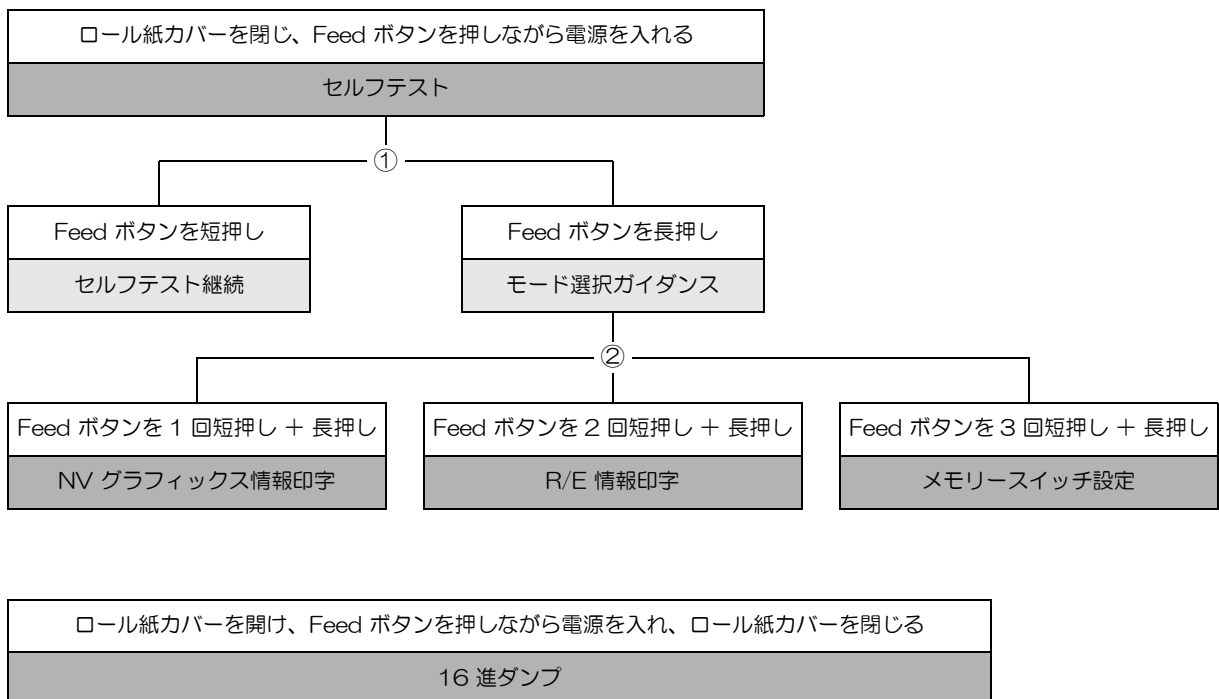 ロール紙カバーを閉じ、Feed ボタンを押しながら電源を入れる
セルフテスト
①
Feed ボタンを短押し
Feed ボタンを長押し
セルフテスト継続
モード選択ガイダンス
②
Feed ボタンを 1 回短押し + 長押し
Feed ボタンを 2 回短押し + 長押し
Feed ボタンを 3 回短押し + 長押し
NV グラフィックス情報印字
R/E 情報印字
メモリースイッチ設定
ロール紙カバーを開け、Feed ボタンを押しながら電源を入れ、ロール紙カバーを閉じる
16 進ダンプ